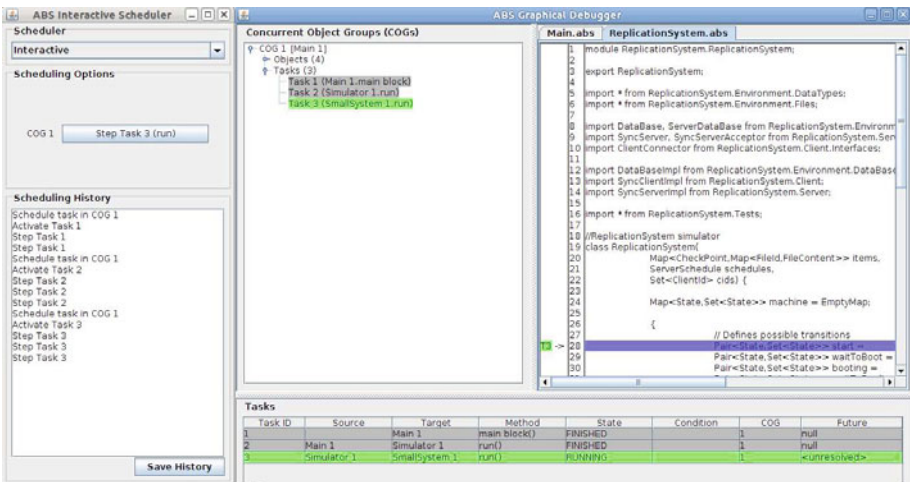 ABS Interactive Scheduler
Scheduler
Interactive
Scheduling Options
COG 1
Step Task 3 (run)
Scheduling History
Schedule task in COG 1
Activate Task 1
Step Task 1
Step Task 1
Schedule task in COG 1
Activate Task 2
Step Task 2
Step Task 2
Step Task 2
Schedule task in COG 1
Activate Task 3
Step Task 3
Step Task 3
Step Task 3
Save History
ABS Graphical Debugger
Concurrent Object Groups (COGs)
COG 1 [Main 1]
Objects (4)
Tasks (3)
Task 1 (Main 1.main block)
Task 2 (Simulator 1.run)
Task 3 (SmallSystem 1.run)
Main.abs ReplicationSystem.abs
1 module ReplicationSystem.ReplicationSystem;
2
3 export ReplicationSystem;
4
5 import * from ReplicationSystem.Environment.DataTypes;
6 import * from ReplicationSystem.Environment.Files;
7
8 import DataBase, ServerDataBase from ReplicationSystem.Environm
9 import SyncServer, SyncServerAcceptor from ReplicationSystem.Ser
10 import ClientConnector from ReplicationSystem.Client.Interfaces;
11
12 import DataBaseImpl from ReplicationSystem.Environment.DataBase
13 import SyncClientImpl from ReplicationSystem.Client;
14 import SyncServerImpl from ReplicationSystem.Server;
15
16 import * from ReplicationSystem.Tests;
17
18 //ReplicationSystem simulator
19 class ReplicationSystem(
20 Map<CheckPoint,Map<FileId,FileContent>> items,
21 ServerSchedule schedules,
22 Set<ClientId> cids) {
23
24 Map<State,Set<State>> machine = EmptyMap;
25
26 {
27 // Defines possible transitions
T3 -> 28 Pair<State,Set<State>> start =
29 Pair<State,Set<State>> waitToBoot =
30 Pair<State,Set<State>> booting =
Tasks
Task ID Source Target Method State Condition COG Future
1 Main 1 main block() FINISHED 1 null
2 Main 1 Simulator 1 run() FINISHED 1 null
3 Simulator 1 SmallSystem 1 run() RUNNING 1 <unresolved>